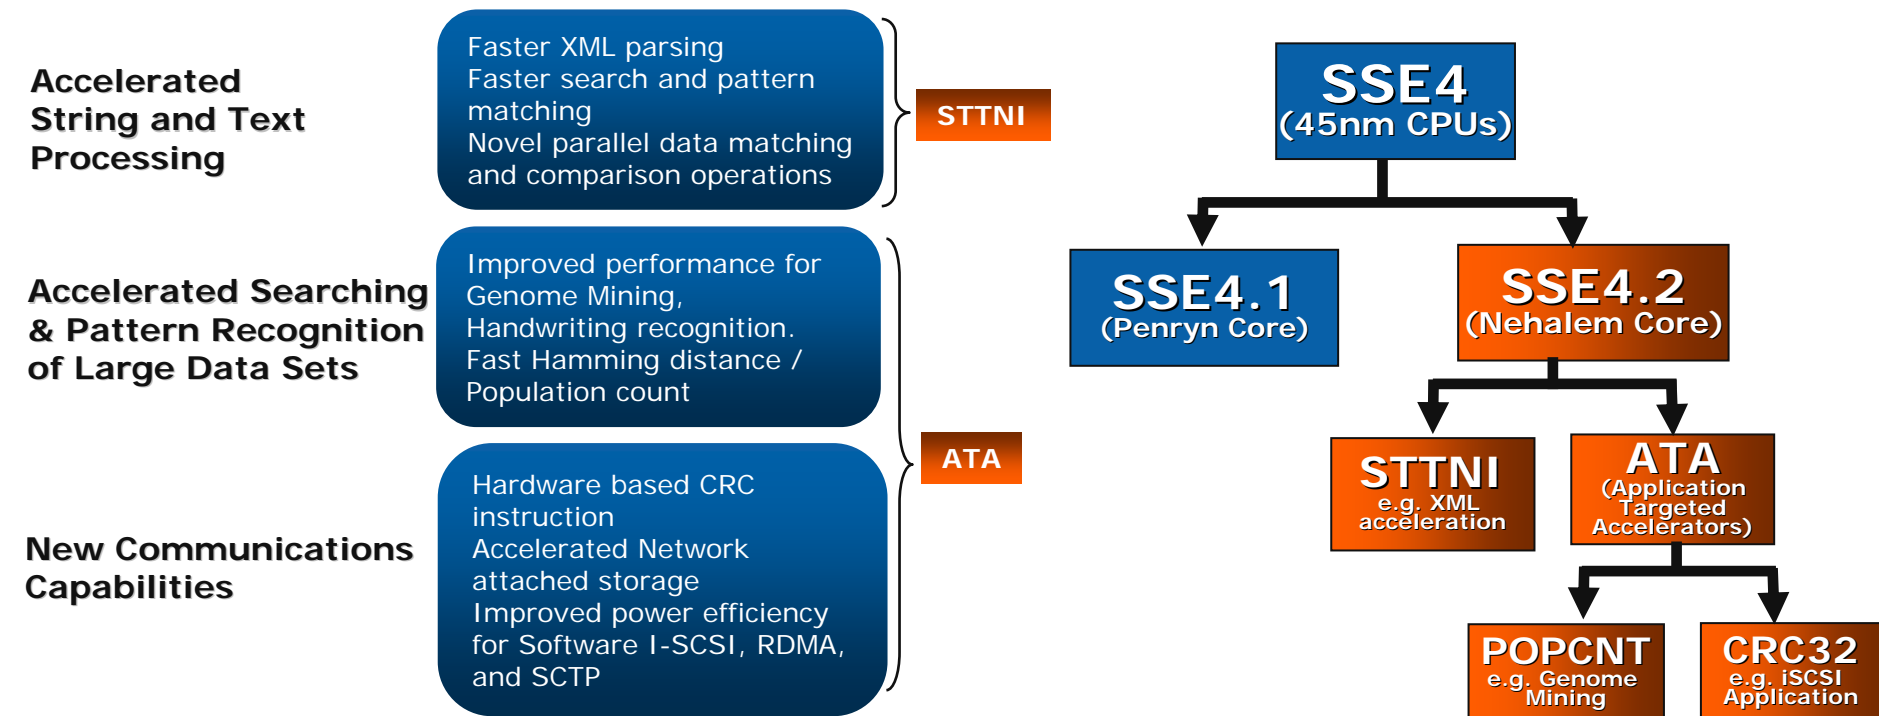 Accelerated
String and Text
Processing
Faster XML parsing
Faster search and pattern
matching
Novel parallel data matching
and comparison operations
STTNI
Accelerated Searching
& Pattern Recognition
of Large Data Sets
Improved performance for
Genome Mining,
Handwriting recognition.
Fast Hamming distance /
Population count
New Communications
Capabilities
Hardware based CRC
instruction
Accelerated Network
attached storage
Improved power efficiency
for Software I-SCSI, RDMA,
and SCTP
ATA
SSE4
(45nm CPUs)
SSE4.1
(Penryn Core)
SSE4.2
(Nehalem Core)
STTNI
e.g. XML
acceleration
ATA
(Application
Targeted
Accelerators)
POPCNT
e.g. Genome
Mining
CRC32
e.g. iSCSI
Application